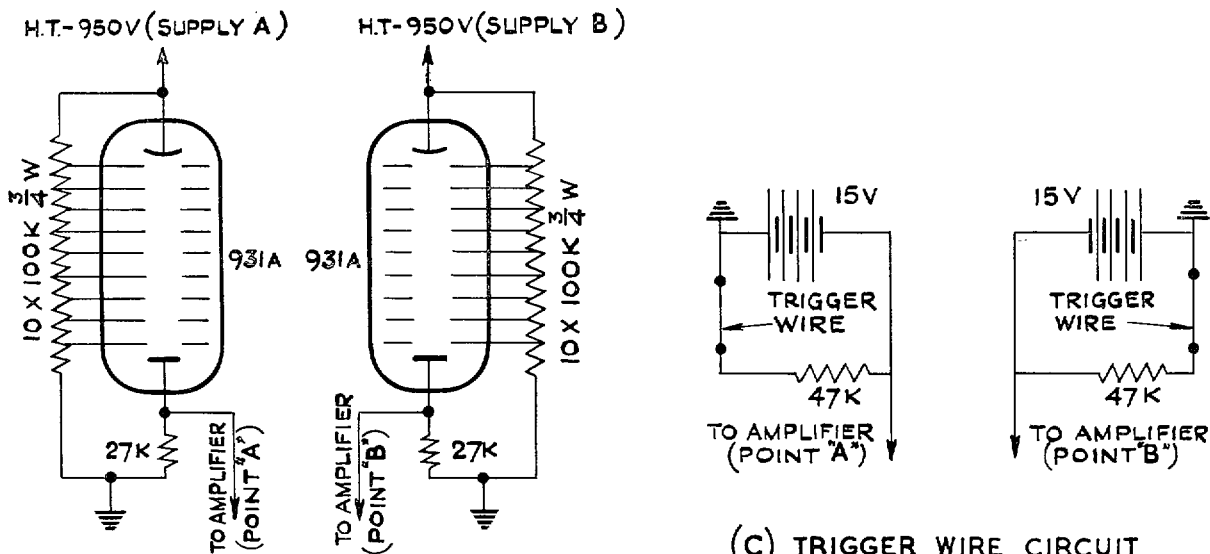 H.T.-950V (SUPPLY A)
H.T-950V (SUPPLY B)
10 X 100K 3/4 W
931A
931A
10 X 100K 3/4 W
27K
TO AMPLIFIER
(POINT "A")
TO AMPLIFIER
(POINT "B")
27K
15V
TRIGGER
WIRE
47K
TO AMPLIFIER
(POINT "A")
15V
TRIGGER
WIRE
47K
TO AMPLIFIER
(POINT "B")
(C) TRIGGER WIRE CIRCUIT